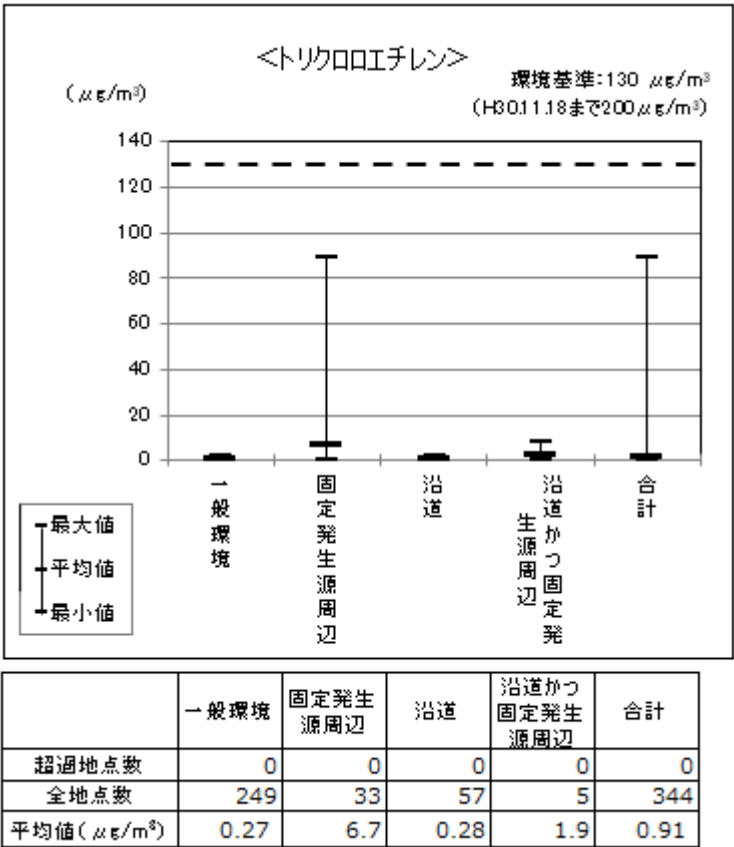 ＜トリクロロエチレン＞
環境基準：130 μg/m³
(μg/m³)
(H30.11.18まで200μg/m³)
140
120
100
80
60
40
20
0
一般環境
固定発生源周辺
沿道
沿道かつ固定発
生源周辺
合計
最大値
平均値
最小値
一般環境 固定発生源周辺 沿道 沿道かつ固定発生源周辺 合計
超過地点数 0 0 0 0 0
全地点数 249 33 57 5 344
平均値(μg/m³) 0.27 6.7 0.28 1.9 0.91